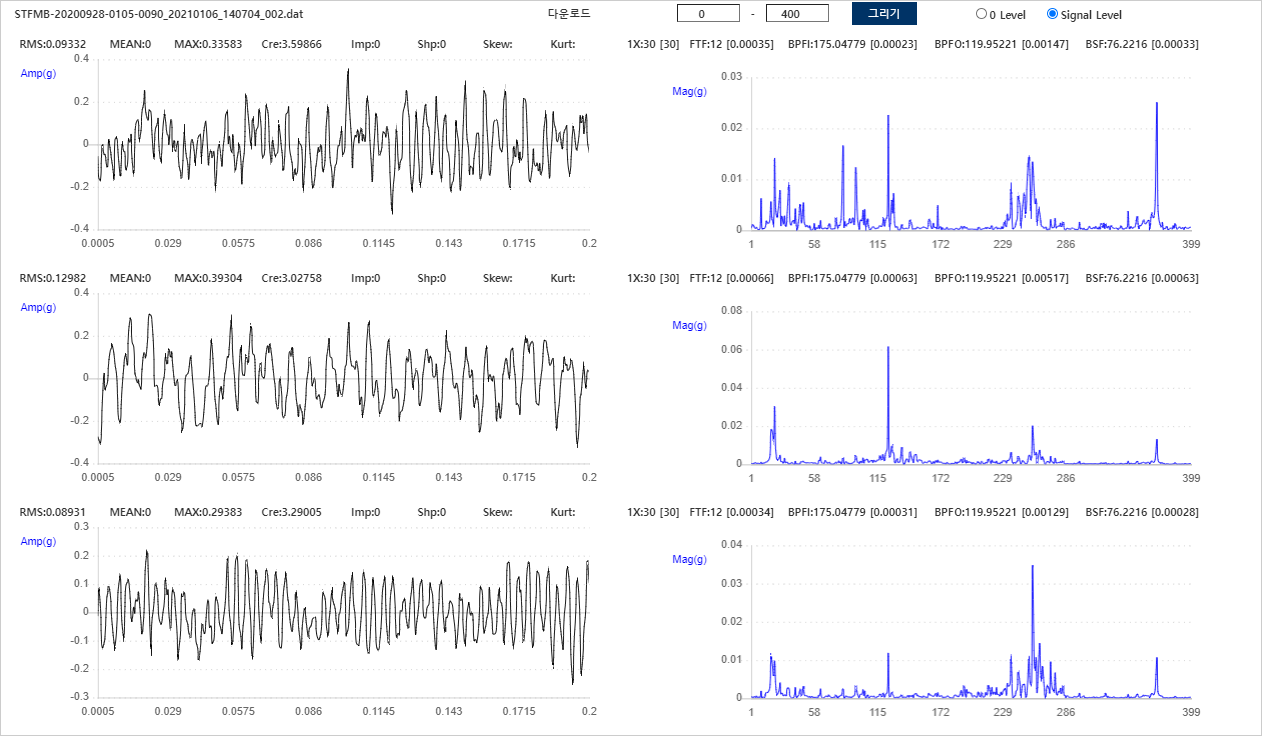 STFMB-20200928-0105-0090_20210106_140704_002.dat 다운로드 0 - 400 그리기 0 Level Signal Level
RMS:0.09332 MEAN:0 MAX:0.33583 Cre:3.59866 Imp:0 Shp:0 Skew: Kurt: 1X:30 [30] FTF:12 [0.00035] BPFI:175.04779 [0.00023] BPFO:119.95221 [0.00147] BSF:76.2216 [0.00033]
Amp(g)
0.4
0.2
0
-0.2
-0.4
0.0005 0.029 0.0575 0.086 0.1145 0.143 0.1715 0.2
Mag(g)
0.03
0.02
0.01
0
1 58 115 172 229 286 399
RMS:0.12982 MEAN:0 MAX:0.39304 Cre:3.02758 Imp:0 Shp:0 Skew: Kurt: 1X:30 [30] FTF:12 [0.00066] BPFI:175.04779 [0.00063] BPFO:119.95221 [0.00517] BSF:76.2216 [0.00063]
Amp(g)
0.4
0.2
0
-0.2
-0.4
0.0005 0.029 0.0575 0.086 0.1145 0.143 0.1715 0.2
Mag(g)
0.08
0.06
0.04
0.02
0
1 58 115 172 229 286 399
RMS:0.08931 MEAN:0 MAX:0.29383 Cre:3.29005 Imp:0 Shp:0 Skew: Kurt: 1X:30 [30] FTF:12 [0.00034] BPFI:175.04779 [0.00031] BPFO:119.95221 [0.00129] BSF:76.2216 [0.00028]
Amp(g)
0.3
0.2
0.1
0
-0.1
-0.2
-0.3
0.0005 0.029 0.0575 0.086 0.1145 0.143 0.1715 0.2
Mag(g)
0.04
0.03
0.02
0.01
0
1 58 115 172 229 286 399